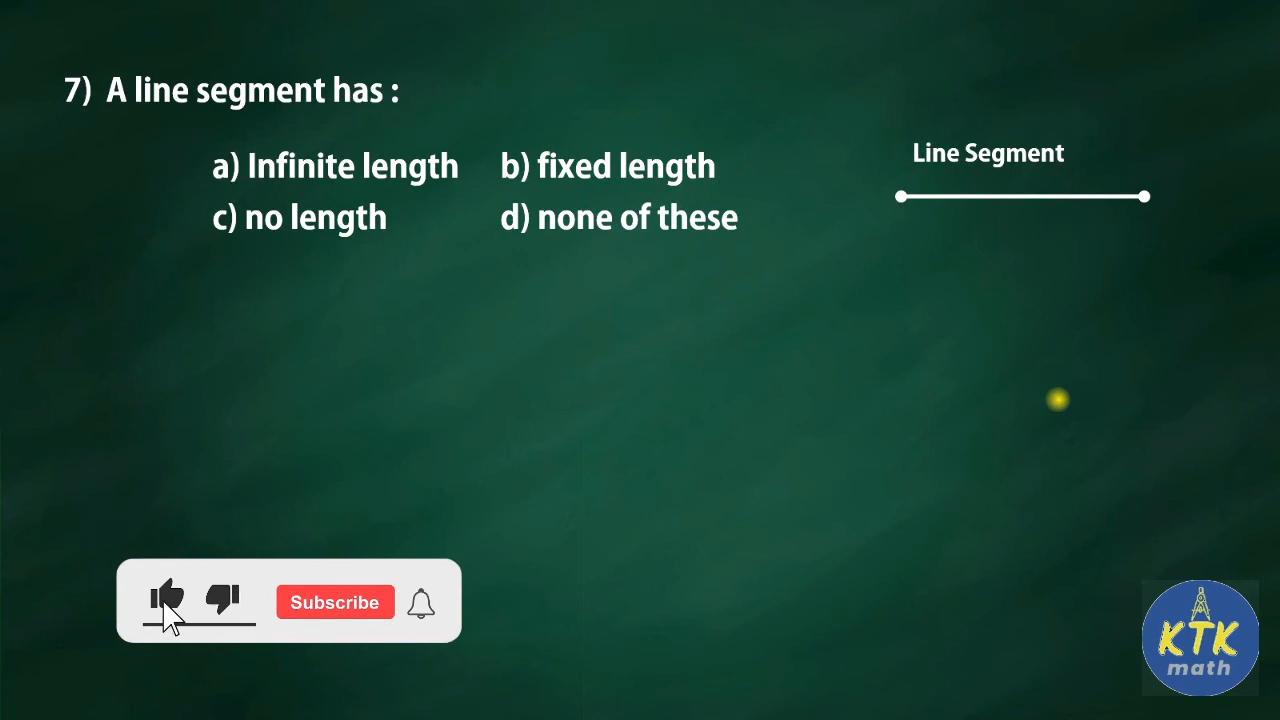 7) A line segment has :
a) Infinite length b) fixed length
c) no length d) none of these
Line Segment
Subscribe
KTK
math